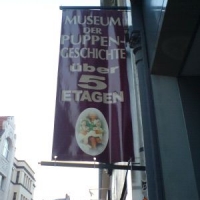 MUSEUM
DER
PUPPEN-
GESCHICHTE
über
5
ETAGEN